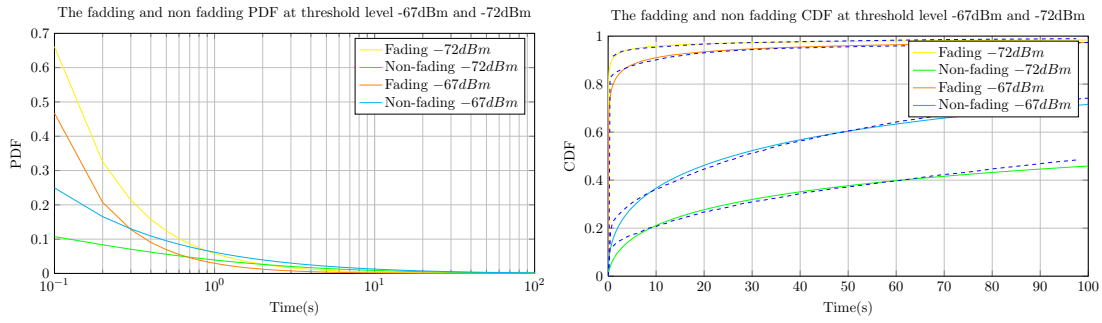 The fadding and non fadding PDF at threshold level -67dBm and -72dBm
0.7
0.6
0.5
0.4
0.3
0.2
0.1
0
PDF
10^-1
10^0
10^1
10^2
Time(s)
Fading −72dBm
Non-fading −72dBm
Fading −67dBm
Non-fading −67dBm
The fadding and non fadding CDF at threshold level -67dBm and -72dBm
1
0.8
0.6
0.4
0.2
0
CDF
0 10 20 30 40 50 60 70 80 90 100
Time(s)
Fading −72dBm
Non-fading −72dBm
Fading −67dBm
Non-fading −67dBm